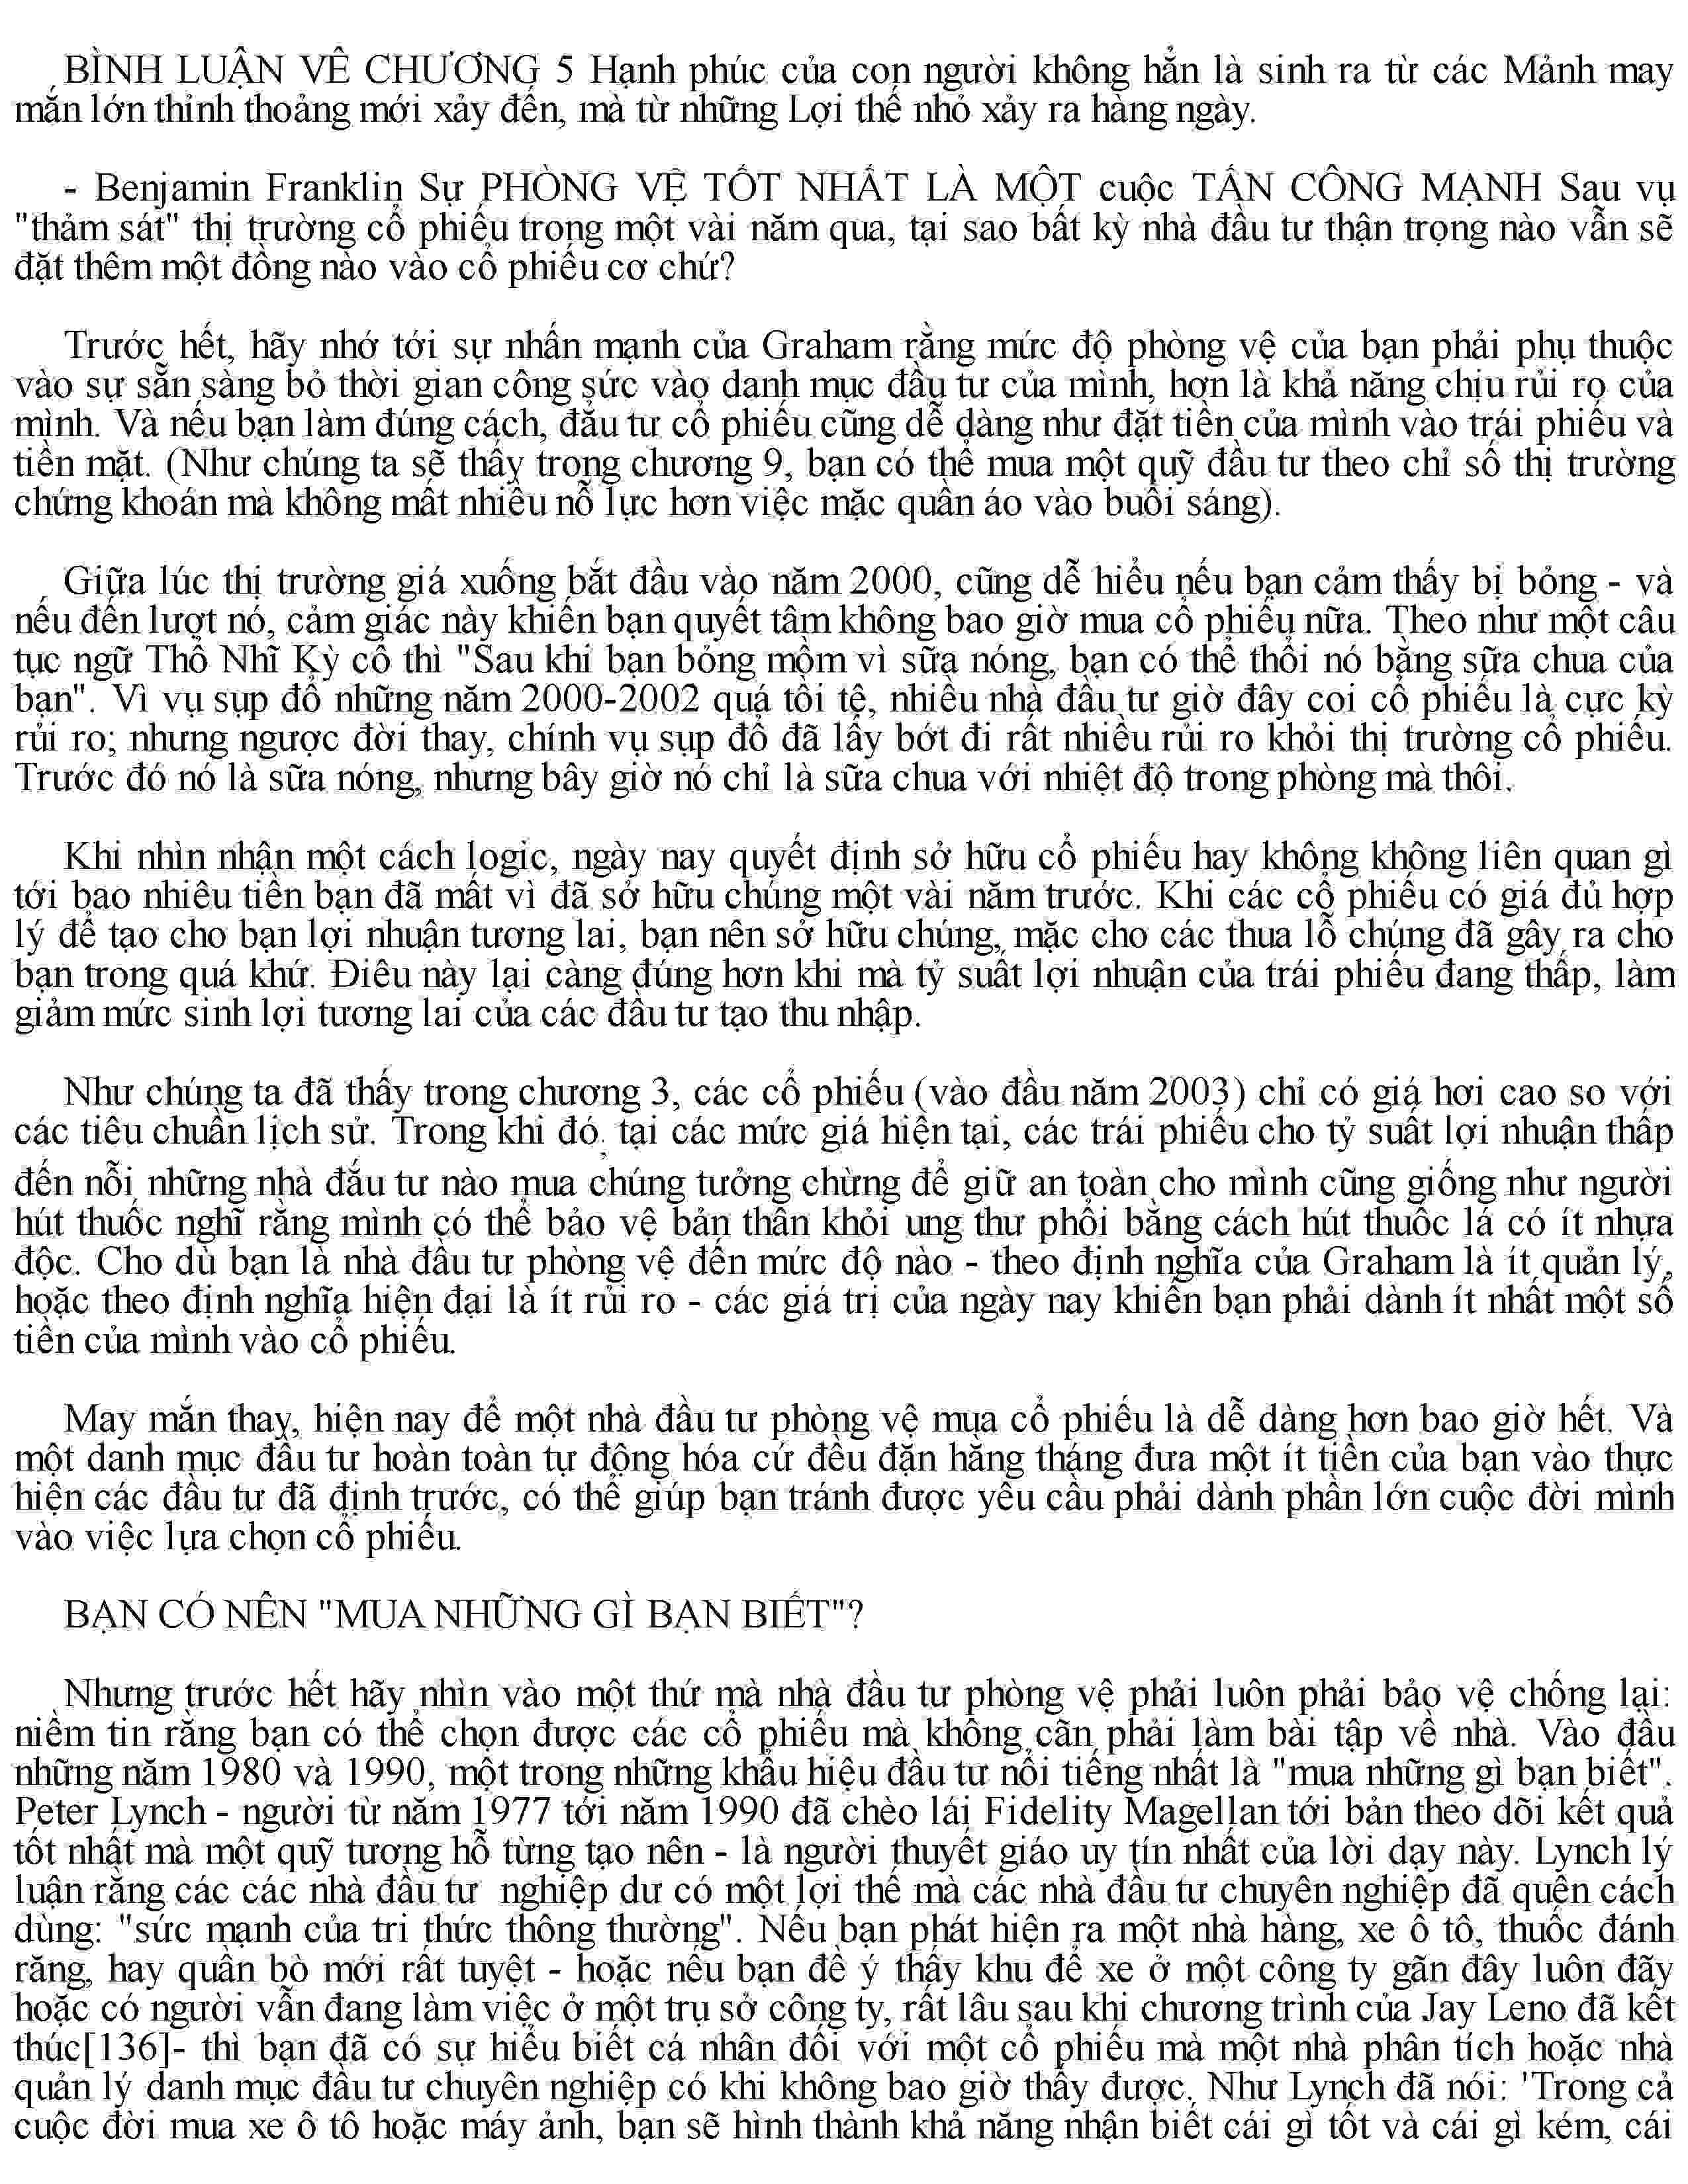 BÌNH LUẬN VÊ CHƯƠNG 5 Hạnh phúc của con người không hẳn là sinh ra từ các Mảnh may
mắn lớn thỉnh thoảng mới xảy đến, mà từ những Lợi thế nhỏ xảy ra hàng ngày.
- Benjamin Franklin Sự PHÒNG VỆ TỐT NHẤT LÀ MỘT cuộc TẤN CÔNG MẠNH Sau vụ
"thảm sát" thị trường cổ phiếu trong một vài năm qua, tại sao bất kỳ nhà đầu tư thận trọng nào vẫn sẽ
đặt thêm một đồng nào vào cổ phiếu cơ chứ?
Trước hết, hãy nhớ tới sự nhấn mạnh của Graham rằng mức độ phòng vệ của bạn phải phụ thuộc
vào sự sẵn sàng bỏ thời gian công sức vào danh mục đầu tư của mình, hơn là khả năng chịu rủi ro của
mình. Và nếu bạn làm đúng cách, đầu tư cổ phiếu cũng dễ dàng như đặt tiền của mình vào trái phiếu và
tiền mặt. (Như chúng ta sẽ thấy trong chương 9, bạn có thể mua một quỹ đầu tư theo chỉ số thị trường
chứng khoán mà không mất nhiều nỗ lực hơn việc mặc quần áo vào buổi sáng).
Giữa lúc thị trường giá xuống bắt đầu vào năm 2000, cũng dễ hiểu nếu bạn cảm thấy bị bỏng - và
nếu đến lượt nó, cảm giác này khiến bạn quyết tâm không bao giờ mua cổ phiếu nữa. Theo như một câu
tục ngữ Thổ Nhĩ Kỳ cổ thì "Sau khi bạn bỏng mồm vì sữa nóng, bạn có thể thổi nó bằng sữa chua của
bạn". Vì vụ sụp đổ những năm 2000-2002 quá tồi tệ, nhiều nhà đầu tư giờ đây coi cổ phiếu là cực kỳ
rủi ro; nhưng ngược đời thay, chính vụ sụp đổ đã lấy bớt đi rất nhiều rủi ro khỏi thị trường cổ phiếu.
Trước đó nó là sữa nóng, nhưng bây giờ nó chỉ là sữa chua với nhiệt độ trong phòng mà thôi.
Khi nhìn nhận một cách logic, ngày nay quyết định sở hữu cổ phiếu hay không không liên quan gì
tới bao nhiêu tiền bạn đã mất vì đã sở hữu chúng một vài năm trước. Khi các cổ phiếu có giá đủ hợp
lý để tạo cho bạn lợi nhuận tương lai, bạn nên sở hữu chúng, mặc cho các thua lỗ chúng đã gây ra cho
bạn trong quá khứ. Điêu này lại càng đúng hơn khi mà tỷ suất lợi nhuận của trái phiếu đang thấp, làm
giảm mức sinh lợi tương lai của các đầu tư tạo thu nhập.
Như chúng ta đã thấy trong chương 3, các cổ phiếu (vào đầu năm 2003) chỉ có giá hơi cao so với
các tiêu chuẩn lịch sử. Trong khi đó, tại các mức giá hiện tại, các trái phiếu cho tỷ suất lợi nhuận thấp
đến nỗi những nhà đắu tư nào mua chúng tưởng chừng để giữ an toàn cho mình cũng giống như người
hút thuốc nghĩ rằng mình có thể bảo vệ bản thân khỏi ung thư phổi bằng cách hút thuốc lá có ít nhựa
độc. Cho dù bạn là nhà đầu tư phòng vệ đến mức độ nào - theo định nghĩa của Graham là ít quản lý,
hoặc theo định nghĩa hiện đại là ít rủi ro - các giá trị của ngày nay khiến bạn phải dành ít nhất một số
tiền của mình vào cổ phiếu.
May mắn thay, hiện nay để một nhà đầu tư phòng vệ mua cổ phiếu là dễ dàng hơn bao giờ hết. Và
một danh mục đầu tư hoàn toàn tự động hóa cứ đều đặn hằng tháng đưa một ít tiền của bạn vào thực
hiện các đầu tư đã định trước, có thể giúp bạn tránh được yêu cầu phải dành phần lớn cuộc đời mình
vào việc lựa chọn cổ phiếu.
BẠN CÓ NÊN "MUA NHỮNG GÌ BẠN BIẾT"?
Nhưng trước hết hãy nhìn vào một thứ mà nhà đầu tư phòng vệ phải luôn phải bảo vệ chống lại:
niềm tin rằng bạn có thể chọn được các cổ phiếu mà không cãn phải làm bài tập về nhà. Vào đầu
những năm 1980 và 1990, một trong những khẩu hiệu đầu tư nổi tiếng nhất là "mua những gì bạn biết".
Peter Lynch - người từ năm 1977 tới năm 1990 đã chèo lái Fidelity Magellan tới bản theo dõi kết quả
tốt nhất mà một quỹ tương hỗ từng tạo nên - là người thuyết giáo uy tín nhất của lời dạy này. Lynch lý
luận rằng các các nhà đầu tư nghiệp dư có một lợi thế mà các nhà đầu tư chuyên nghiệp đã quên cách
dùng: "sức mạnh của tri thức thông thường". Nếu bạn phát hiện ra một nhà hàng, xe ô tô, thuốc đánh
răng, hay quần bò mới rất tuyệt - hoặc nếu bạn đề ý thấy khu để xe ở một công ty gãn đây luôn đãy
hoặc có người vẫn đang làm việc ở một trụ sở công ty, rất lâu sau khi chương trình của Jay Leno đã kết
thúc[136]- thì bạn đã có sự hiểu biết cá nhân đối với một cổ phiếu mà một nhà phân tích hoặc nhà
quản lý danh mục đầu tư chuyên nghiệp có khi không bao giờ thấy được. Như Lynch đã nói: 'Trong cả
cuộc đời mua xe ô tô hoặc máy ảnh, bạn sẽ hình thành khả năng nhận biết cái gì tốt và cái gì kém, cái